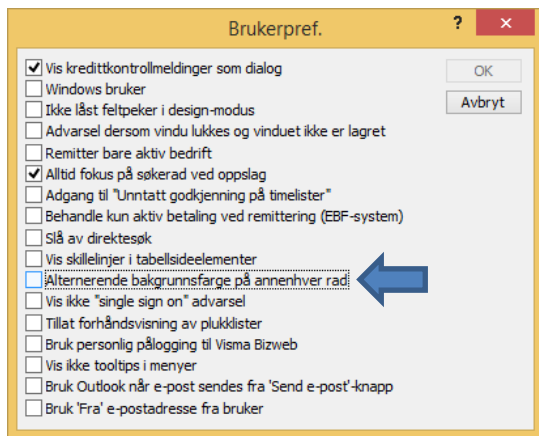 Brukerpref.
?
Vis kredittkontrollmeldinger som dialog
OK
Windows bruker
Ikke låst feltpeker i design-modus
Avbryt
Advarsel dersom vindu lukkes og vinduet ikke er lagret
Remitter bare aktiv bedrift
Alltid fokus på søkerad ved oppslag
Adgang til "Unntatt godkjenning på timelister"
Behandle kun aktiv betaling ved remittering (EBF-system)
Slå av direktesøk
Vis skillelinjer i tabellsideelementer
Alternerende bakgrunnsfarge på annenhver rad
Vis ikke "single sign on" advarsel
Tillat forhåndsvisning av plukklister
Bruk personlig pålogging til Visma Bizweb
Vis ikke tooltips i menyer
Bruk Outlook når e-post sendes fra 'Send e-post'-knapp
Bruk 'Fra' e-postadresse fra bruker